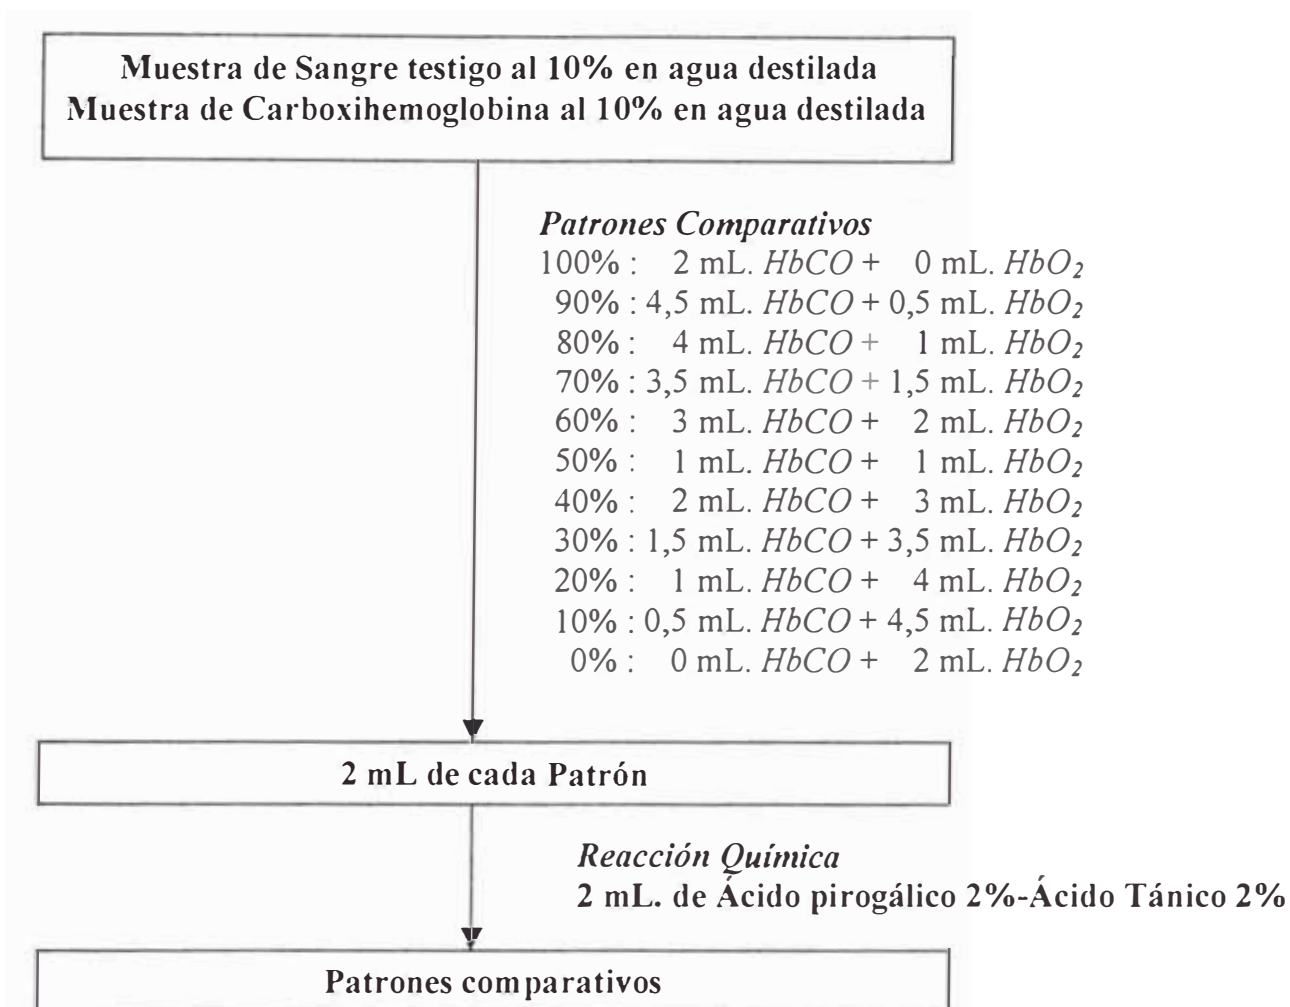 Muestra de Sangre testigo al 10% en agua destilada
Muestra de Carboxihemoglobina al 10% en agua destilada
Patrones Comparativos
100% : 2 mL. HbCO + 0 mL. HbO₂
90% : 4,5 mL. HbCO + 0,5 mL. HbO₂
80% : 4 mL. HbCO + 1 mL. HbO₂
70% : 3,5 mL. HbCO + 1,5 mL. HbO₂
60% : 3 mL. HbCO + 2 mL. HbO₂
50% : 1 mL. HbCO + 1 mL. HbO₂
40% : 2 mL. HbCO + 3 mL. HbO₂
30% : 1,5 mL. HbCO + 3,5 mL. HbO₂
20% : 1 mL. HbCO + 4 mL. HbO₂
10% : 0,5 mL. HbCO + 4,5 mL. HbO₂
0% : 0 mL. HbCO + 2 mL. HbO₂
2 mL de cada Patrón
Reacción Química
2 mL. de Ácido pirogálico 2%-Ácido Tánico 2%
Patrones comparativos